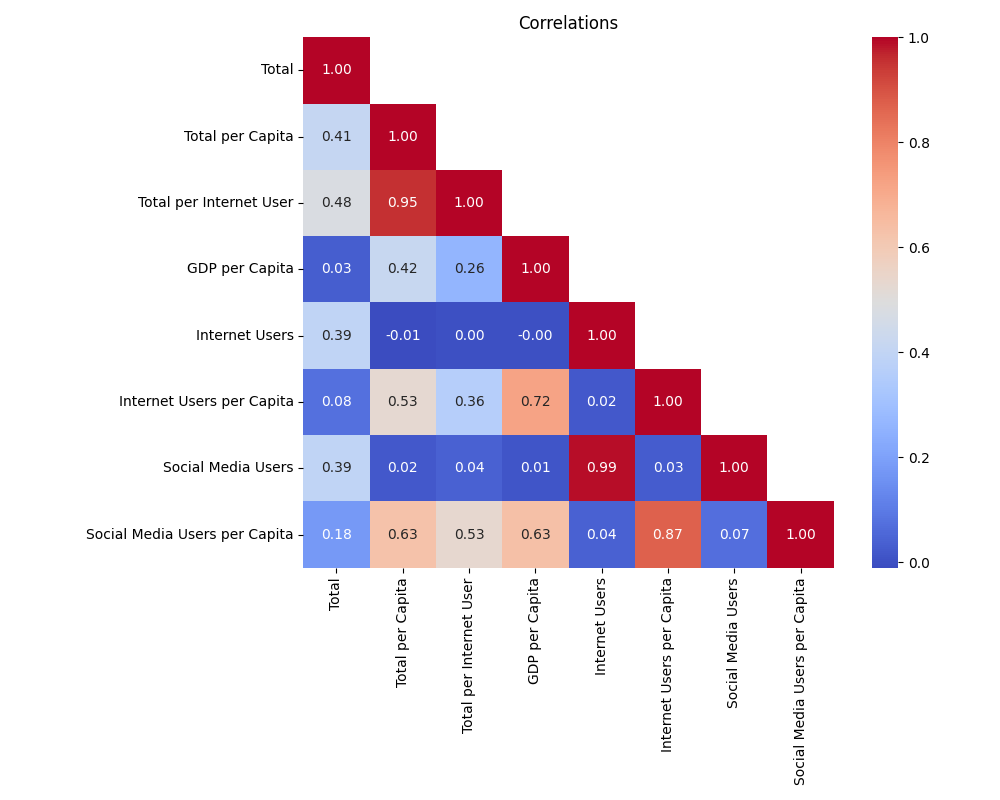 Correlations
Total 1.00
Total per Capita 0.41 1.00
Total per Internet User 0.48 0.95 1.00
GDP per Capita 0.03 0.42 0.26 1.00
Internet Users 0.39 -0.01 0.00 -0.00 1.00
Internet Users per Capita 0.08 0.53 0.36 0.72 0.02 1.00
Social Media Users 0.39 0.02 0.04 0.01 0.99 0.03 1.00
Social Media Users per Capita 0.18 0.63 0.53 0.63 0.04 0.87 0.07 1.00
Total
Total per Capita
Total per Internet User
GDP per Capita
Internet Users
Internet Users per Capita
Social Media Users
Social Media Users per Capita
1.0
0.8
0.6
0.4
0.2
0.0